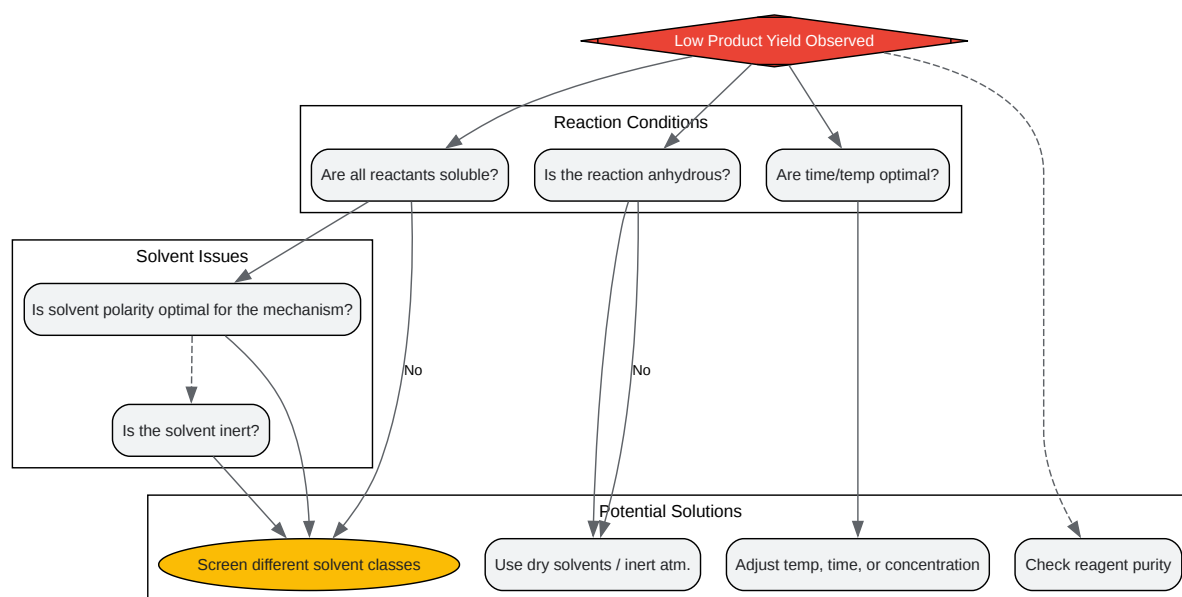 Low Product Yield Observed
Reaction Conditions
Are all reactants soluble?
Is the reaction anhydrous?
Are time/temp optimal?
Solvent Issues
Is solvent polarity optimal for the mechanism?
No
No
Is the solvent inert?
Potential Solutions
Screen different solvent classes
Use dry solvents / inert atm.
Adjust temp, time, or concentration
Check reagent purity